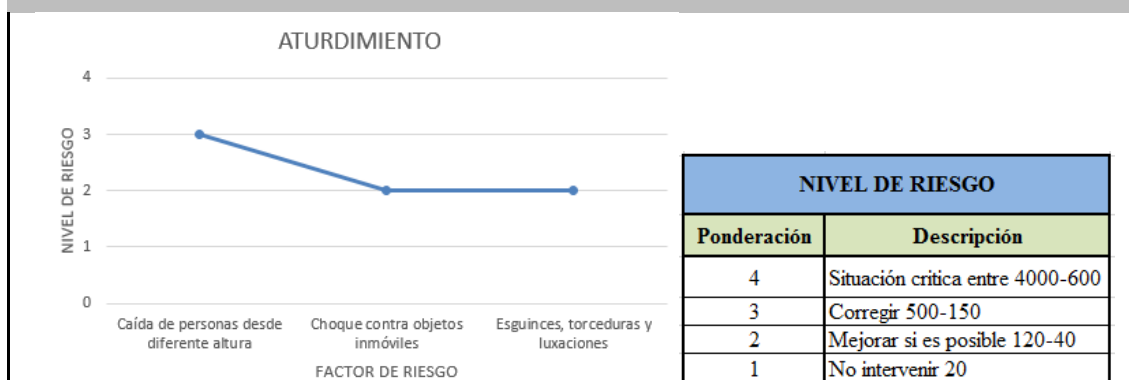 ATURDIMIENTO
4
3
2
1
0
NIVEL DE RIESGO
Caída de personas desde
diferente altura
Choque contra objetos
inmóviles
Esguinces, torceduras y
luxaciones
FACTOR DE RIESGO
NIVEL DE RIESGO
Ponderación Descripción
4 Situación critica entre 4000-600
3 Corregir 500-150
2 Mejorar si es posible 120-40
1 No intervenir 20